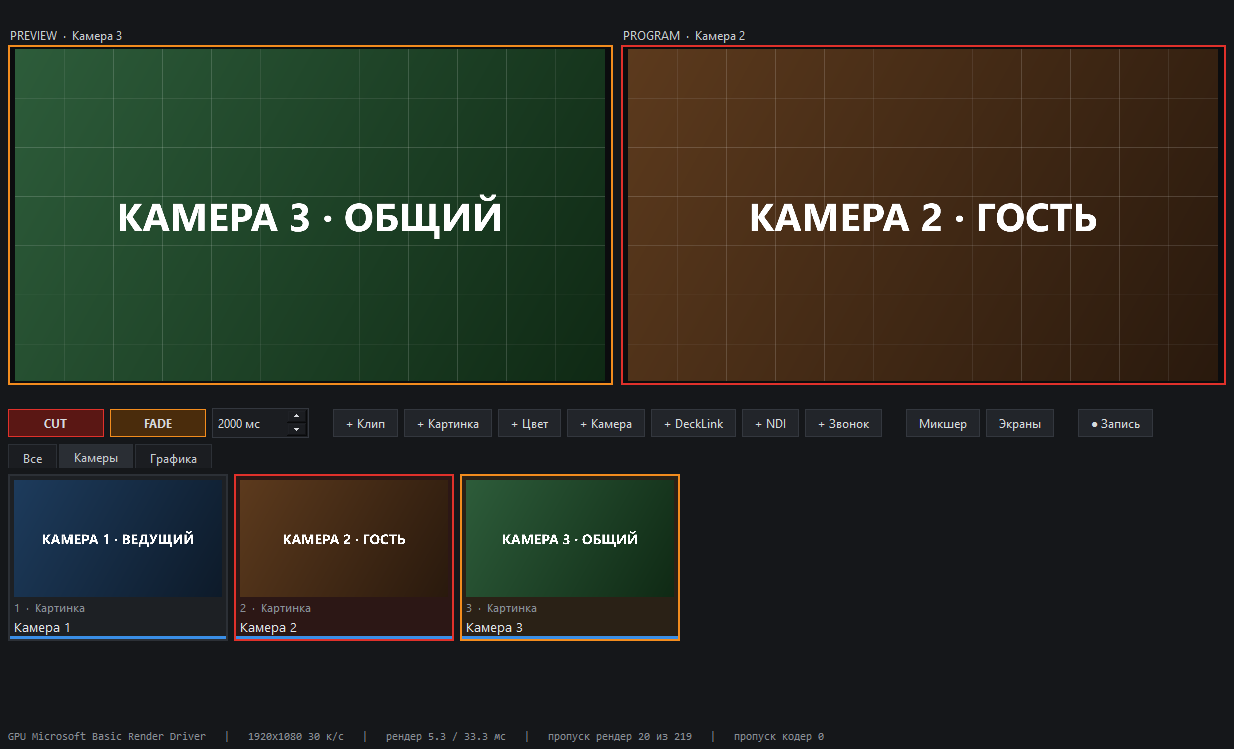 PREVIEW · Камера 3
PROGRAM · Камера 2
КАМЕРА 3 · ОБЩИЙ
КАМЕРА 2 · ГОСТЬ
CUT FADE 2000 мс + Клип + Картинка + Цвет + Камера + DeckLink + NDI + Звонок Микшер Экраны ● Запись
Все Камеры Графика
КАМЕРА 1 · ВЕДУЩИЙ
КАМЕРА 2 · ГОСТЬ
КАМЕРА 3 · ОБЩИЙ
1 · Картинка
2 · Картинка
3 · Картинка
Камера 1
Камера 2
Камера 3
GPU Microsoft Basic Render Driver | 1920x1080 30 к/с | рендер 5.3 / 33.3 мс | пропуск рендер 20 из 219 | пропуск кодер 0